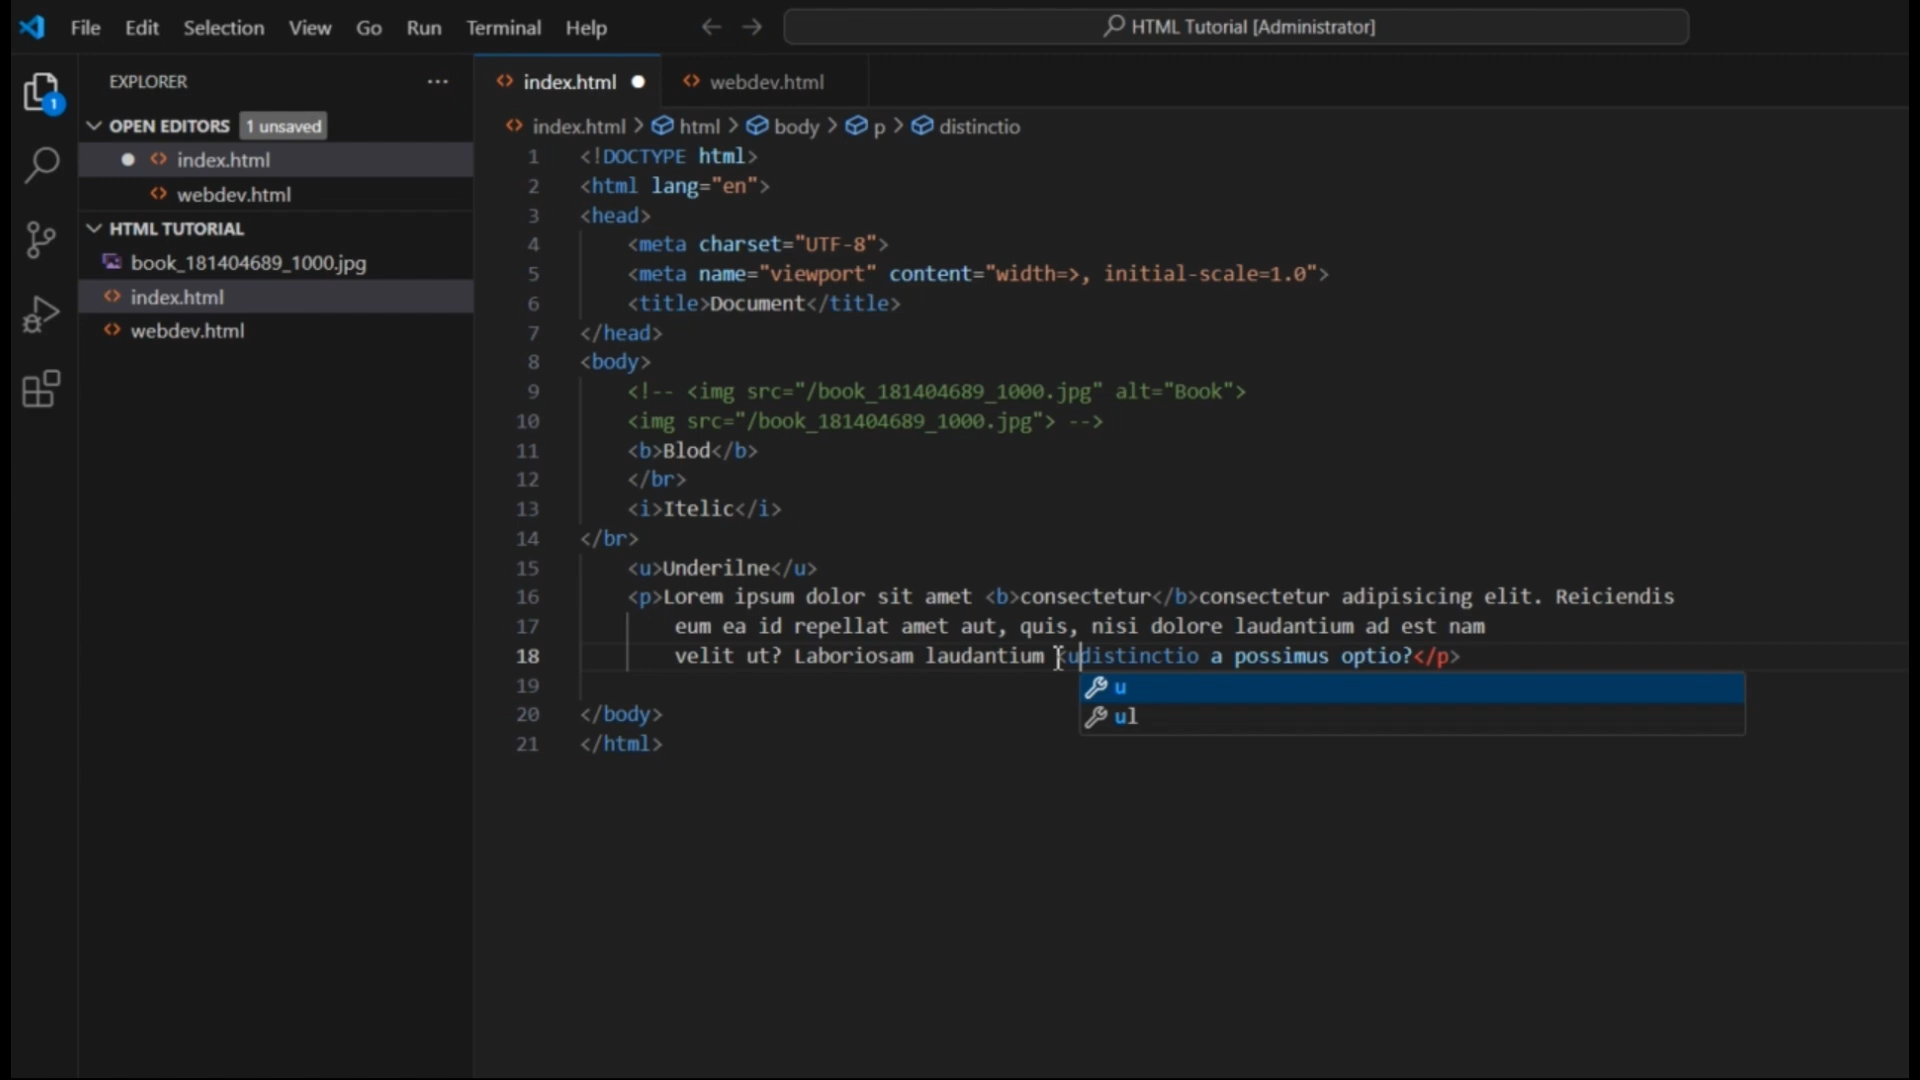 File Edit Selection View Go Run Terminal Help
HTML Tutorial [Administrator]
EXPLORER
1
OPEN EDITORS 1 unsaved
index.html
webdev.html
HTML TUTORIAL
book_181404689_1000.jpg
index.html
webdev.html
index.html webdev.html
index.html > html > body > p > distinctio
1 <!DOCTYPE html>
2 <html lang="en">
3 <head>
4 <meta charset="UTF-8">
5 <meta name="viewport" content="width=>, initial-scale=1.0">
6 <title>Document</title>
7 </head>
8 <body>
9 <!-- <img src="/book_181404689_1000.jpg" alt="Book">
10 <img src="/book_181404689_1000.jpg"> -->
11 <b>Blod</b>
12 </br>
13 <i>Itelic</i>
14 </br>
15 <u>Underilne</u>
16 <p>Lorem ipsum dolor sit amet <b>consectetur</b>consectetur adipisicing elit. Reiciendis
17 eum ea id repellat amet aut, quis, nisi dolore laudantium ad est nam
18 velit ut? Laboriosam laudantium <udistinctio a possimus optio?</p>
u
19
ul
20 </body>
21 </html>